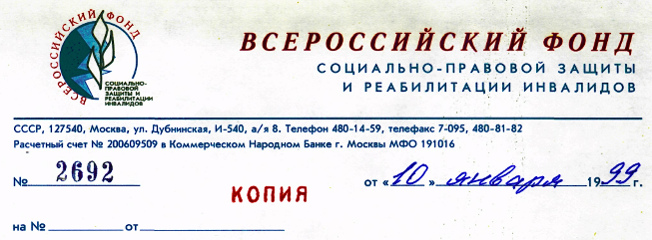 ВСЕРОССИЙСКИЙ ФОНД
СОЦИАЛЬНО-
ПРАВОВОЙ
ЗАЩИТЫ
И
РЕАБИЛИТАЦИИ
ИНВАЛИДОВ
ВСЕРОССИЙСКИЙ ФОНД
СОЦИАЛЬНО-ПРАВОВОЙ ЗАЩИТЫ
И РЕАБИЛИТАЦИИ ИНВАЛИДОВ
СССР, 127540, Москва, ул. Дубнинская, И-540, а/я 8. Телефон 480-14-59, телефакс 7-095, 480-81-82
Расчетный счет № 200609509 в Коммерческом Народном Банке г. Москвы МФО 191016
№ 2692 от «10» января 1999 г.
КОПИЯ
на № от